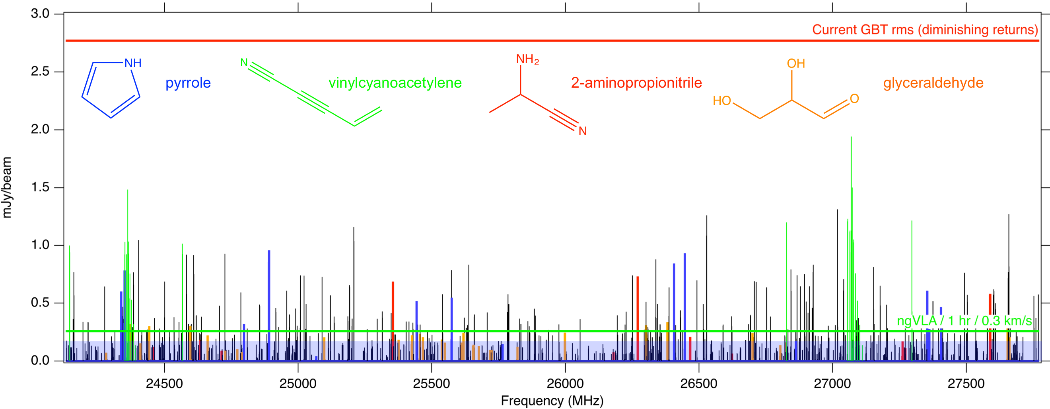 3.0
Current GBT rms (diminishing returns)
2.5
NH pyrrole
N vinylcyanoacetylene
NH₂ 2-aminopropionitrile
N
OH HO O glyceraldehyde
2.0
1.5
mJy/beam
1.0
0.5
ngVLA / 1 hr / 0.3 km/s
0.0
24500 25000 25500 26000 26500 27000 27500
Frequency (MHz)